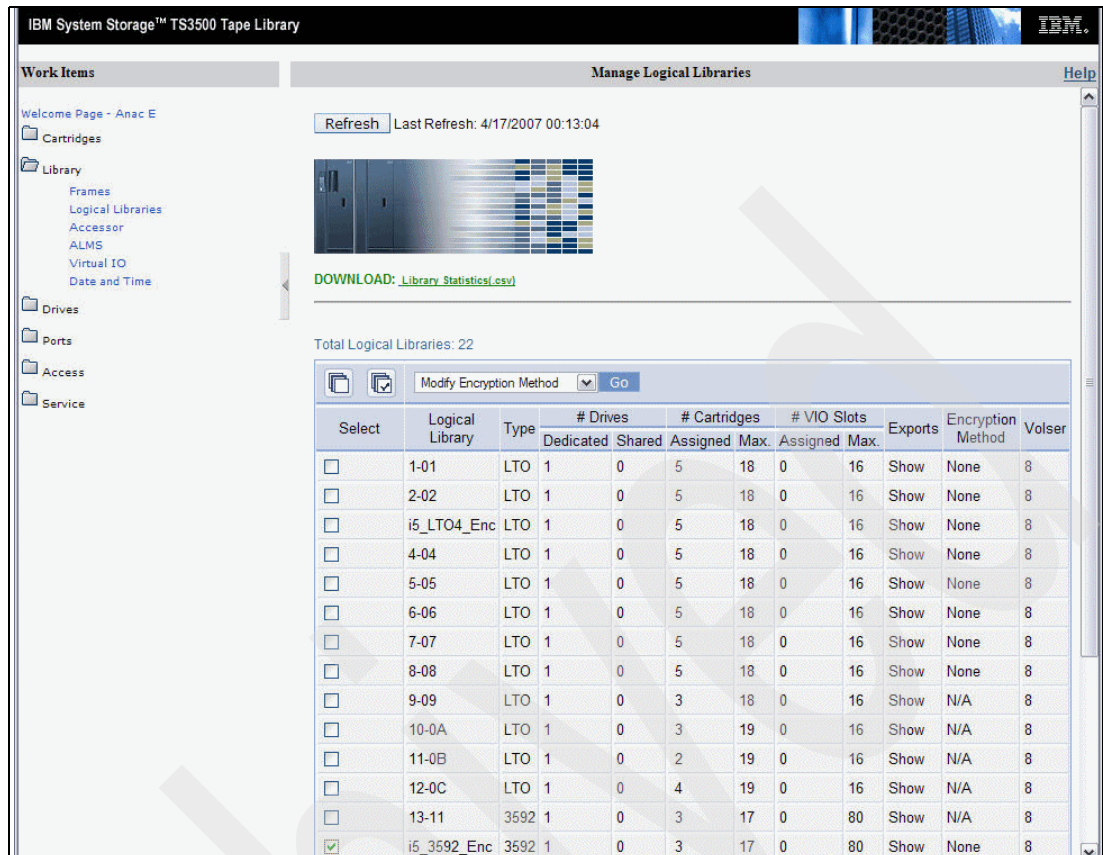 IBM System Storage™ TS3500 Tape Library
IBM.
Work Items
Manage Logical Libraries
Help
Welcome Page - Anac E
Cartridges
Library
Frames
Logical Libraries
Accessor
ALMS
Virtual IO
Date and Time
Drives
Ports
Access
Service
Refresh Last Refresh: 4/17/2007 00:13:04
DOWNLOAD: Library Statistics(.csv)
Total Logical Libraries: 22
Modify Encryption Method Go
Select Logical Library Type # Drives # Cartridges # VIO Slots Exports Encryption Method Volser
Dedicated Shared Assigned Max. Assigned Max.
1-01 LTO 1 0 5 18 0 16 Show None 8
2-02 LTO 1 0 5 18 0 16 Show None 8
i5_LTO4_Enc LTO 1 0 5 18 0 16 Show None 8
4-04 LTO 1 0 5 18 0 16 Show None 8
5-05 LTO 1 0 5 18 0 16 Show None 8
6-06 LTO 1 0 5 18 0 16 Show None 8
7-07 LTO 1 0 5 18 0 16 Show None 8
8-08 LTO 1 0 5 18 0 16 Show None 8
9-09 LTO 1 0 3 18 0 16 Show N/A 8
10-0A LTO 1 0 3 19 0 16 Show N/A 8
11-0B LTO 1 0 2 19 0 16 Show N/A 8
12-0C LTO 1 0 4 19 0 16 Show N/A 8
13-11 3592 1 0 3 17 0 80 Show N/A 8
i5_3592_Enc 3592 1 0 3 17 0 80 Show None 8